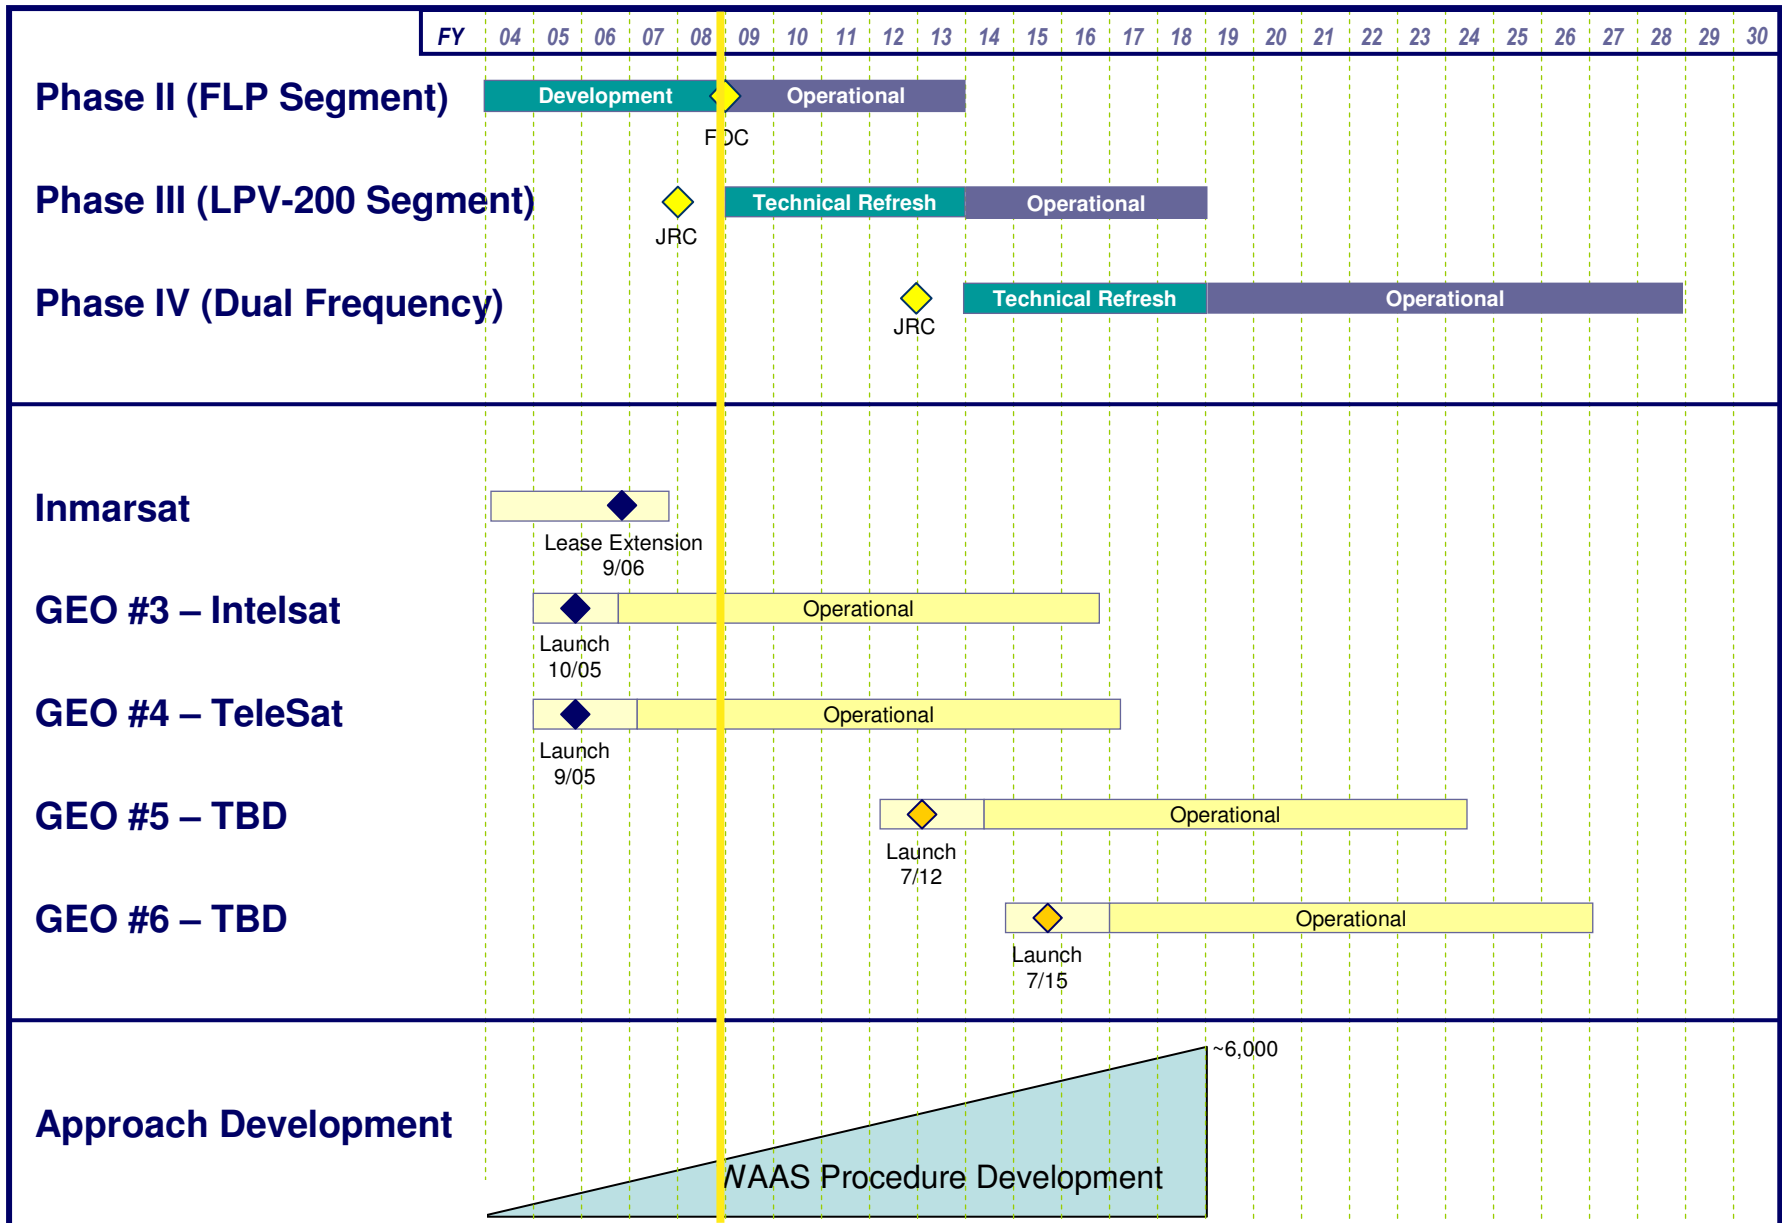 FY 04 05 06 07 08 09 10 11 12 13 14 15 16 17 18 19 20 21 22 23 24 25 26 27 28 29 30
Phase II (FLP Segment)
Development
Operational
FOC
Phase III (LPV-200 Segment)
Technical Refresh
Operational
JRC
Phase IV (Dual Frequency)
Technical Refresh
Operational
JRC
Inmarsat
Lease Extension
9/06
GEO #3 – Intelsat
Operational
Launch
10/05
GEO #4 – TeleSat
Operational
Launch
9/05
GEO #5 – TBD
Operational
Launch
7/12
GEO #6 – TBD
Operational
Launch
7/15
~6,000
Approach Development
WAAS Procedure Development